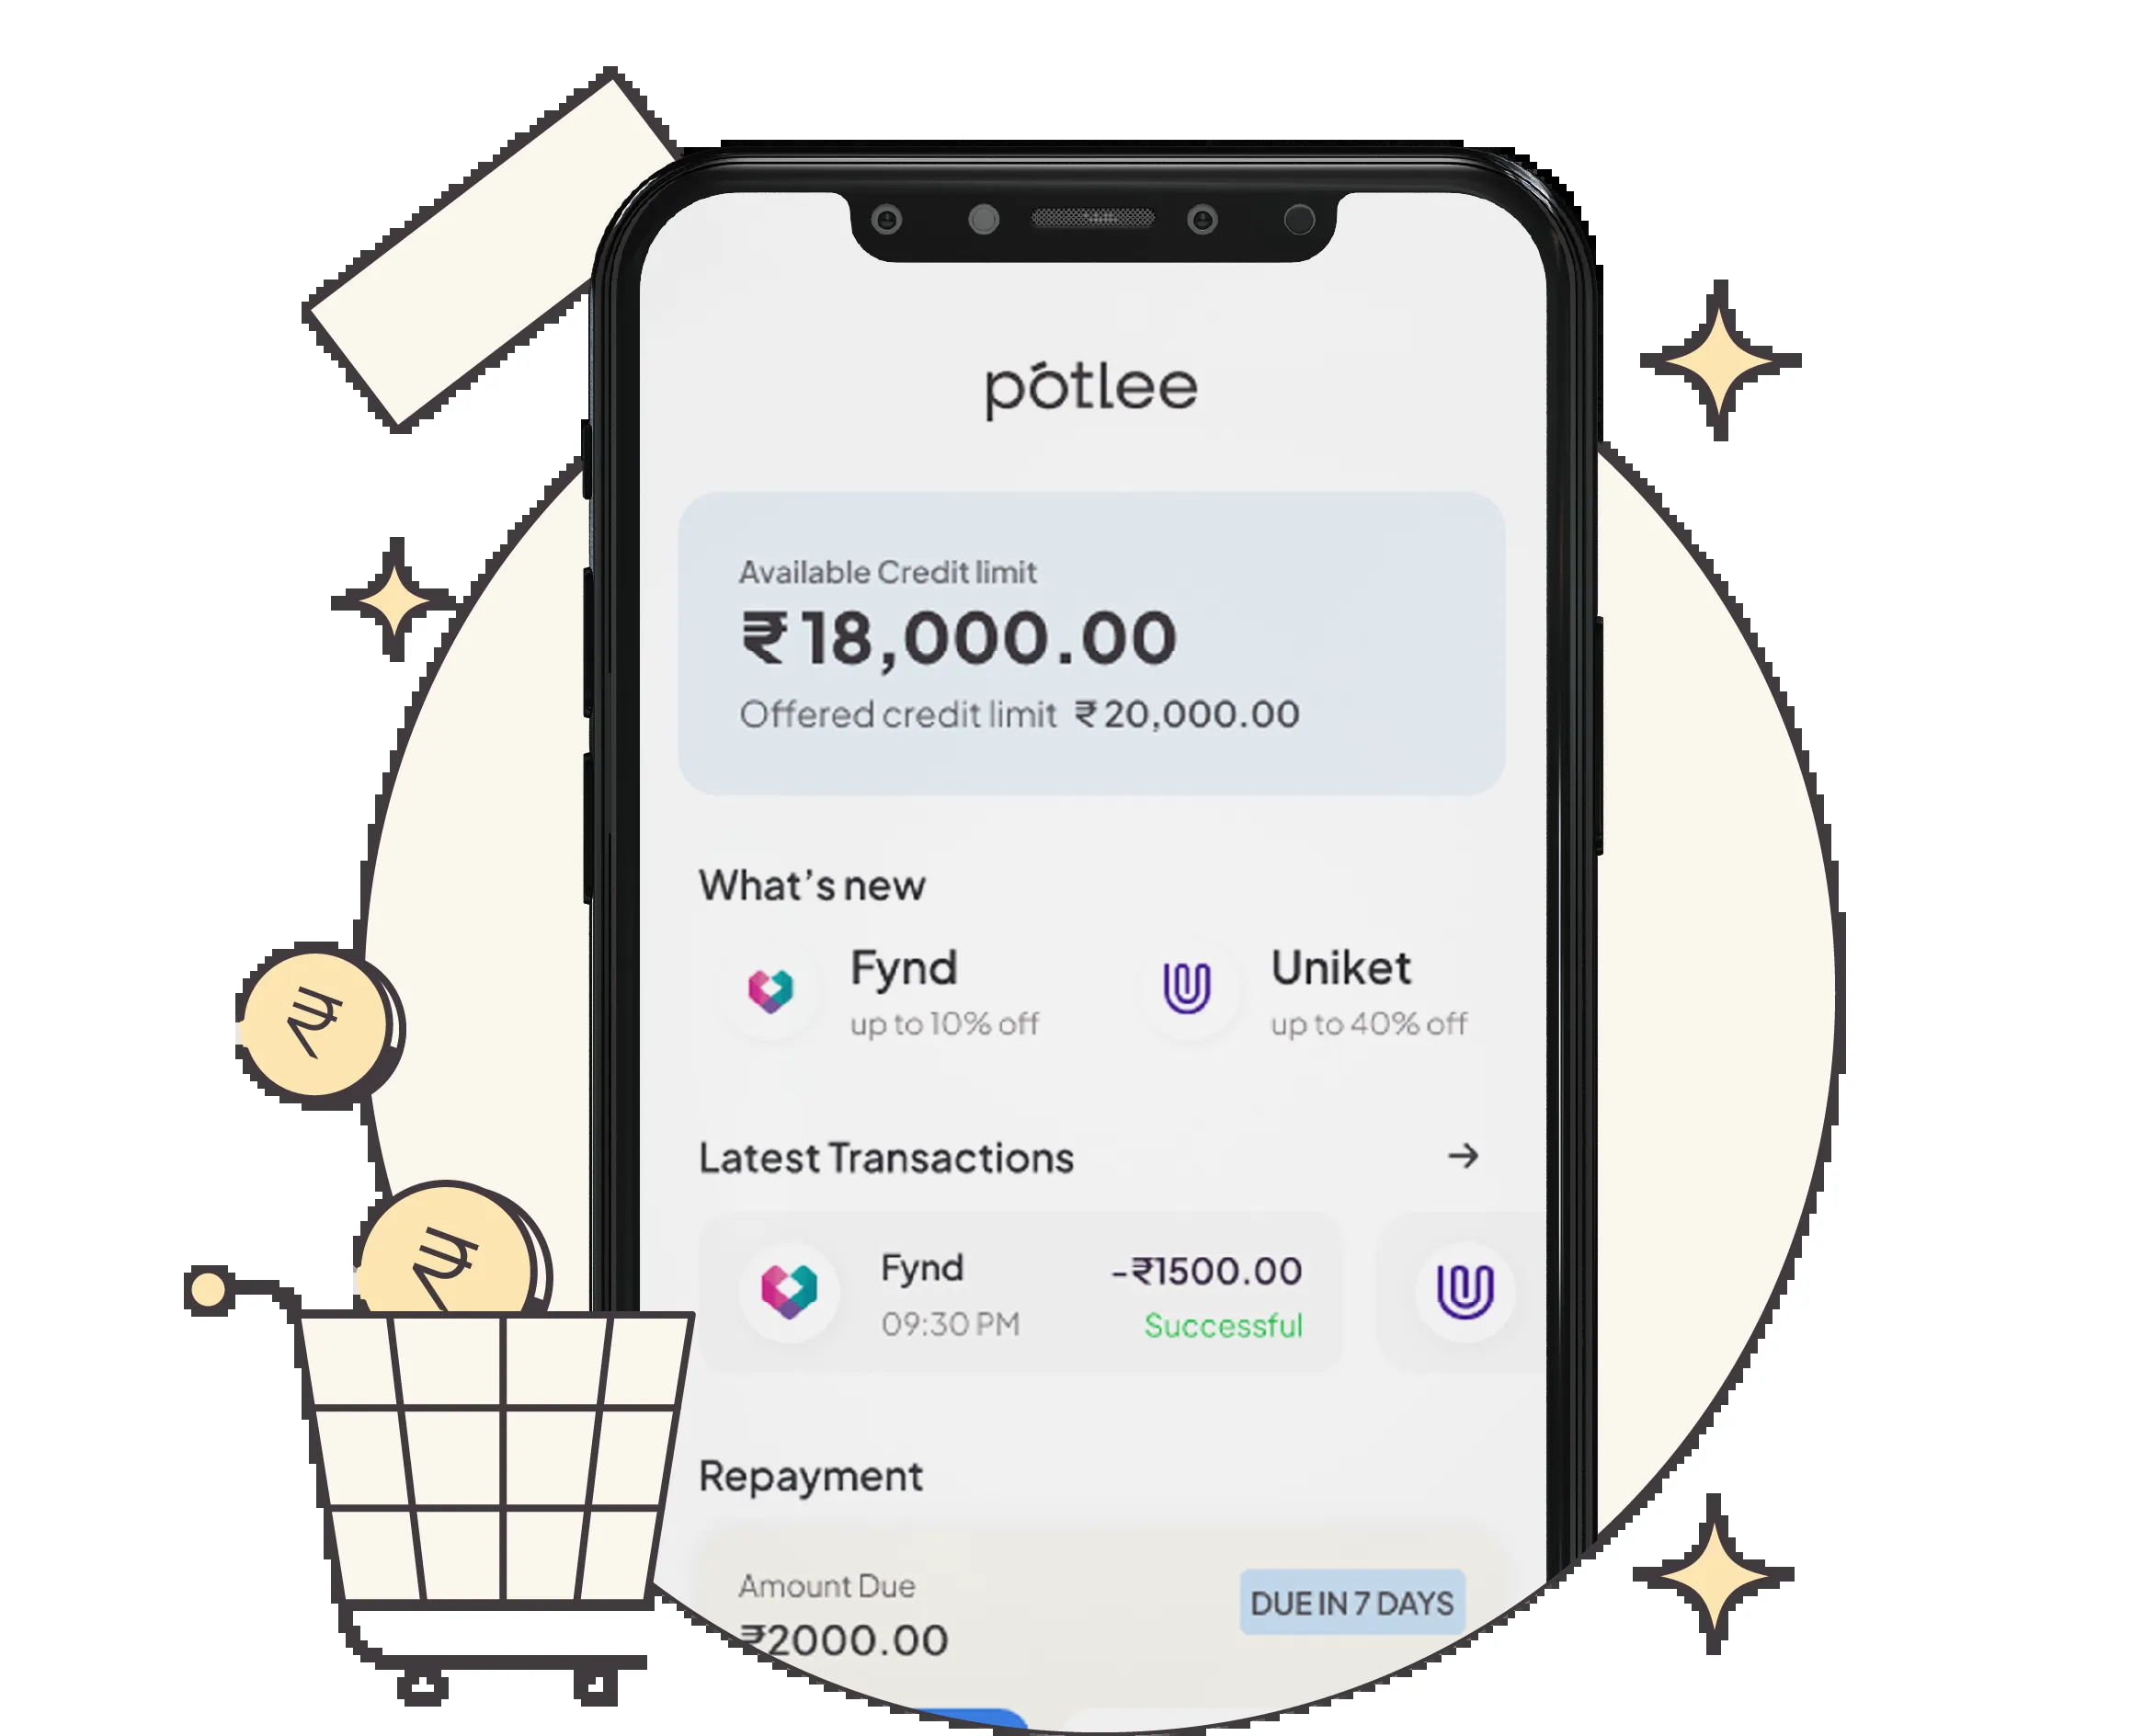 pótlee
Available Credit limit
₹18,000.00
Offered credit limit ₹20,000.00
What's new
Fynd
up to 10% off
Uniket
up to 40% off
Latest Transactions →
Fynd
09:30 PM
-₹1500.00
Successful
Repayment
Amount Due
₹2000.00
DUE IN 7 DAYS
₹
₹